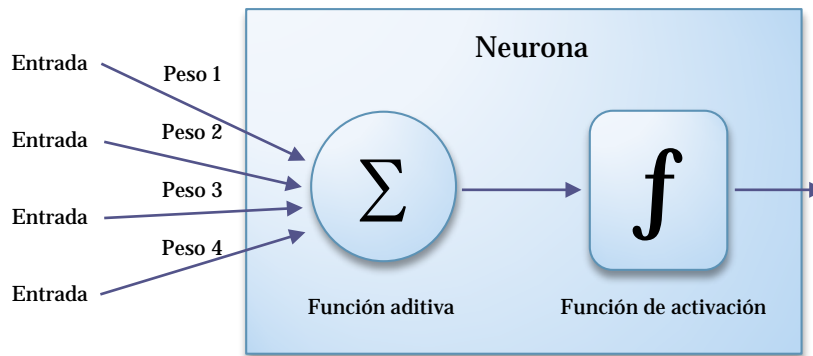 Neurona
Entrada
Peso 1
Entrada
Peso 2
Entrada
Peso 3
Entrada
Peso 4
∑
f
Función aditiva
Función de activación